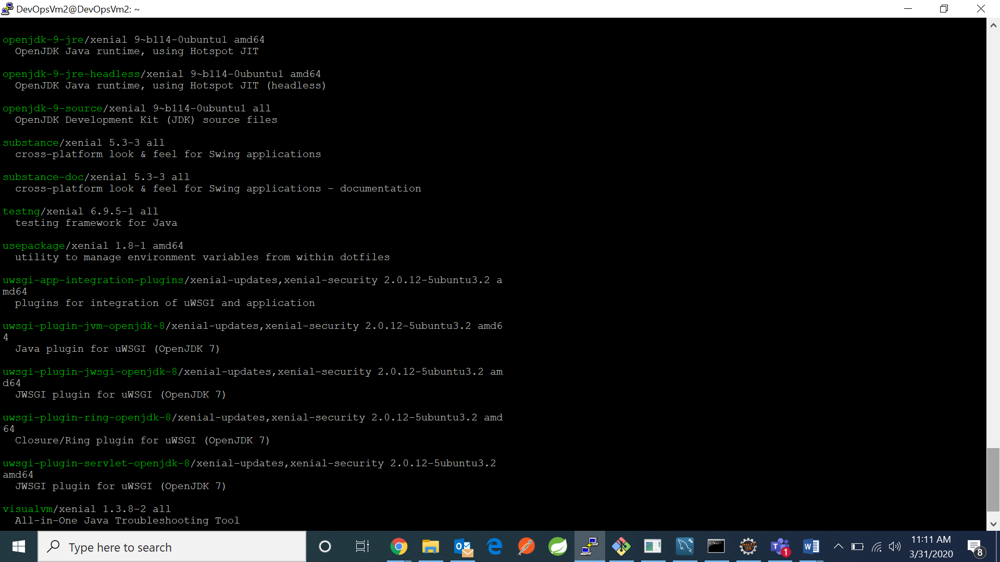 DevOpsVm2@DevOpsVm2: ~
openjdk-9-jre/xenial 9~b114-0ubuntu1 amd64
  OpenJDK Java runtime, using Hotspot JIT
openjdk-9-jre-headless/xenial 9~b114-0ubuntu1 amd64
  OpenJDK Java runtime, using Hotspot JIT (headless)
openjdk-9-source/xenial 9~b114-0ubuntu1 all
  OpenJDK Development Kit (JDK) source files
substance/xenial 5.3-3 all
  cross-platform look & feel for Swing applications
substance-doc/xenial 5.3-3 all
  cross-platform look & feel for Swing applications - documentation
testng/xenial 6.9.5-1 all
  testing framework for Java
usepackage/xenial 1.8-1 amd64
  utility to manage environment variables from within dotfiles
uwsgi-app-integration-plugins/xenial-updates,xenial-security 2.0.12-5ubuntu3.2 a
md64
  plugins for integration of uWSGI and application
uwsgi-plugin-jvm-openjdk-8/xenial-updates,xenial-security 2.0.12-5ubuntu3.2 amd6
4
  Java plugin for uWSGI (OpenJDK 7)
uwsgi-plugin-jwsgi-openjdk-8/xenial-updates,xenial-security 2.0.12-5ubuntu3.2 am
d64
  JWSGI plugin for uWSGI (OpenJDK 7)
uwsgi-plugin-ring-openjdk-8/xenial-updates,xenial-security 2.0.12-5ubuntu3.2 amd
64
  Closure/Ring plugin for uWSGI (OpenJDK 7)
uwsgi-plugin-servlet-openjdk-8/xenial-updates,xenial-security 2.0.12-5ubuntu3.2
amd64
  JWSGI plugin for uWSGI (OpenJDK 7)
visualvm/xenial 1.3.8-2 all
  All-in-One Java Troubleshooting Tool
Type here to search
11:11 AM
3/31/2020
1
8